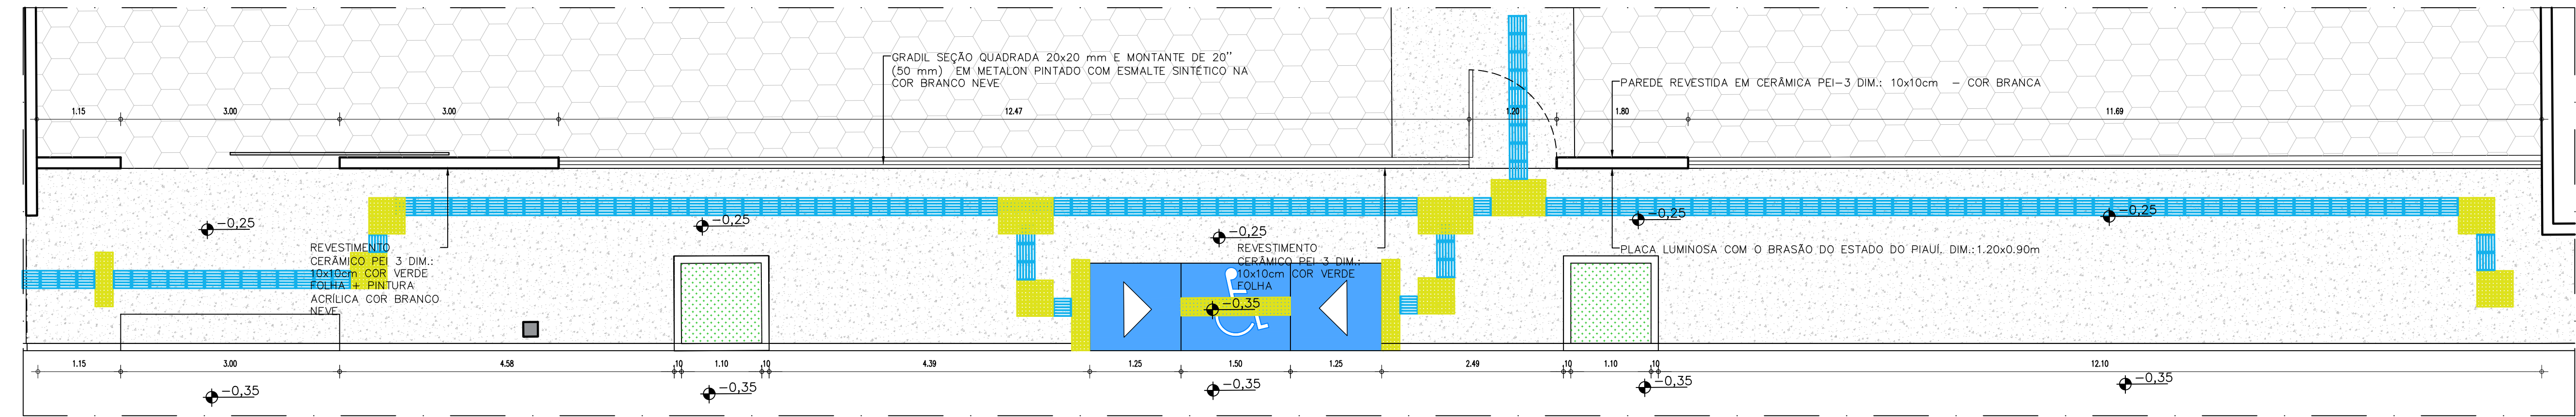 GRADIL SEÇÃO QUADRADA 20x20 mm E MONTANTE DE 20"
(50 mm) EM METALON PINTADO COM ESMALTE SINTÉTICO NA
COR BRANCO NEVE
PAREDE REVESTIDA EM CERÂMICA PEI-3 DIM.: 10x10cm - COR BRANCA
1.15 3.00 3.00 12.47 1.20 1.80 11.69
-0,25
-0,25
-0,25
-0,25
-0,25
REVESTIMENTO
CERÂMICO PEI 3 DIM.:
10x10cm COR VERDE
FOLHA + PINTURA
ACRÍLICA COR BRANCO
NEVE
REVESTIMENTO
CERÂMICO PEI 3 DIM.:
10x10cm COR VERDE
FOLHA
PLACA LUMINOSA COM O BRASÃO DO ESTADO DO PIAUÍ, DIM.:1.20x0.90m
-0,35
1.15 3.00 4.58 .10 1.10 .10 4.39 1.25 1.50 1.25 2.49 .10 1.10 .10 12.10
-0,35
-0,35
-0,35
-0,35
-0,35